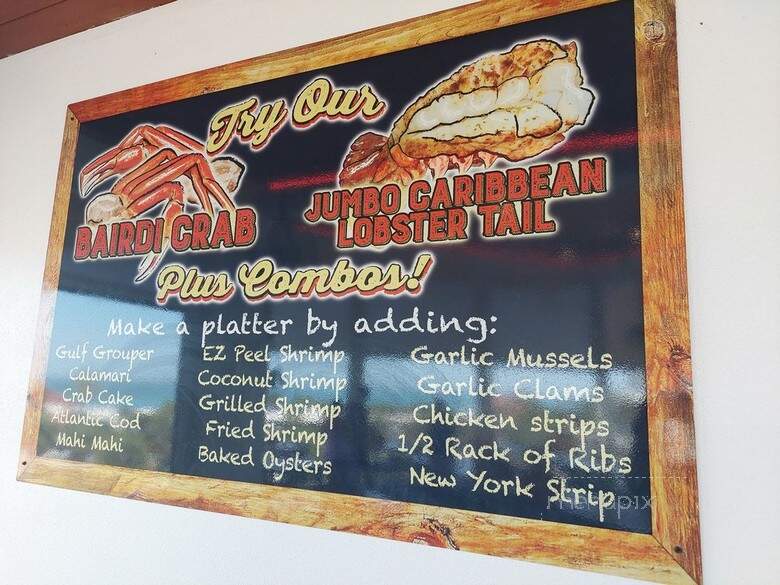 Try Our
BAIRDI CRAB
JUMBO CARIBBEAN
LOBSTER TAIL
Plus Combos!
Make a platter by adding:
Gulf Grouper
Calamari
Crab Cake
Atlantic Cod
Mahi Mahi
EZ Peel Shrimp
Coconut Shrimp
Grilled Shrimp
Fried Shrimp
Baked Oysters
Garlic Mussels
Garlic Clams
Chicken strips
1/2 Rack of Ribs
New York Strip
menupix